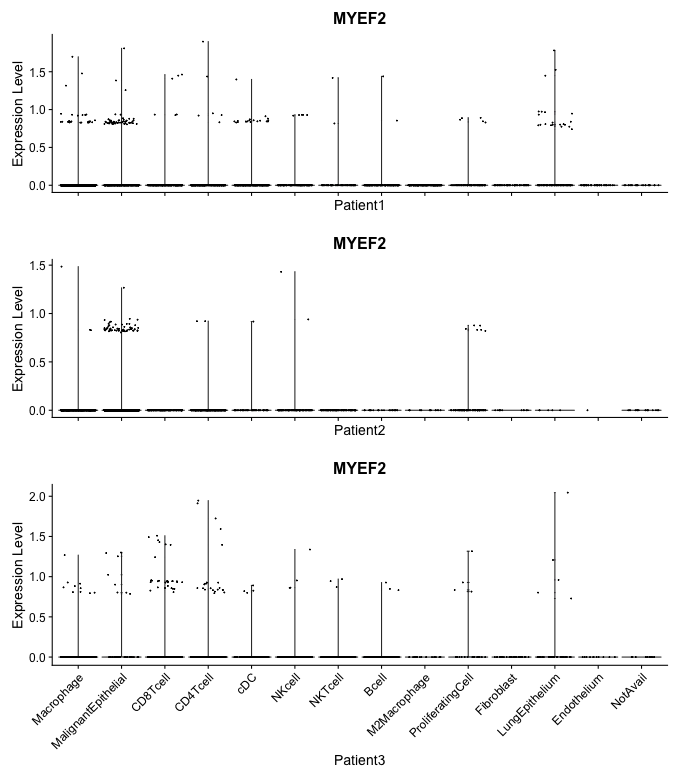 MYEF2
Expression Level
1.5
1.0
0.5
0.0
Patient1
MYEF2
Expression Level
1.5
1.0
0.5
0.0
Patient2
MYEF2
Expression Level
2.0
1.5
1.0
0.5
0.0
Macrophage
MalignantEpithelial
CD8Tcell
CD4Tcell
cDC
NKcell
NKTcell
Bcell
M2Macrophage
ProliferatingCell
Fibroblast
LungEpithelium
Endothelium
NotAvail
Patient3